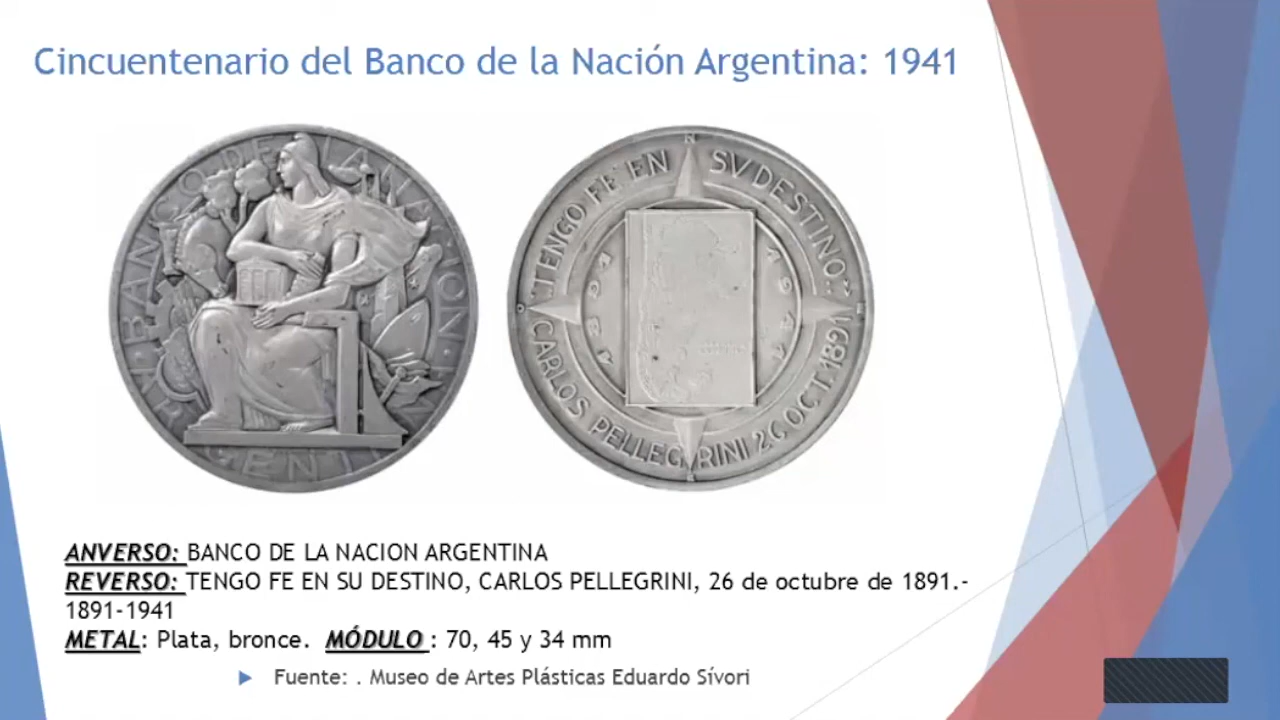 Cincuentenario del Banco de la Nación Argentina: 1941
BANCO DE LA NACION
ARGENTINA
N
TENGO FE EN SV DESTINO
CARLOS PELLEGRINI 26 OCT. 1891
1891
1941
ANVERSO: BANCO DE LA NACION ARGENTINA
REVERSO: TENGO FE EN SU DESTINO, CARLOS PELLEGRINI, 26 de octubre de 1891.-
1891-1941
METAL: Plata, bronce. MÓDULO : 70, 45 y 34 mm
Fuente: . Museo de Artes Plásticas Eduardo Sívori